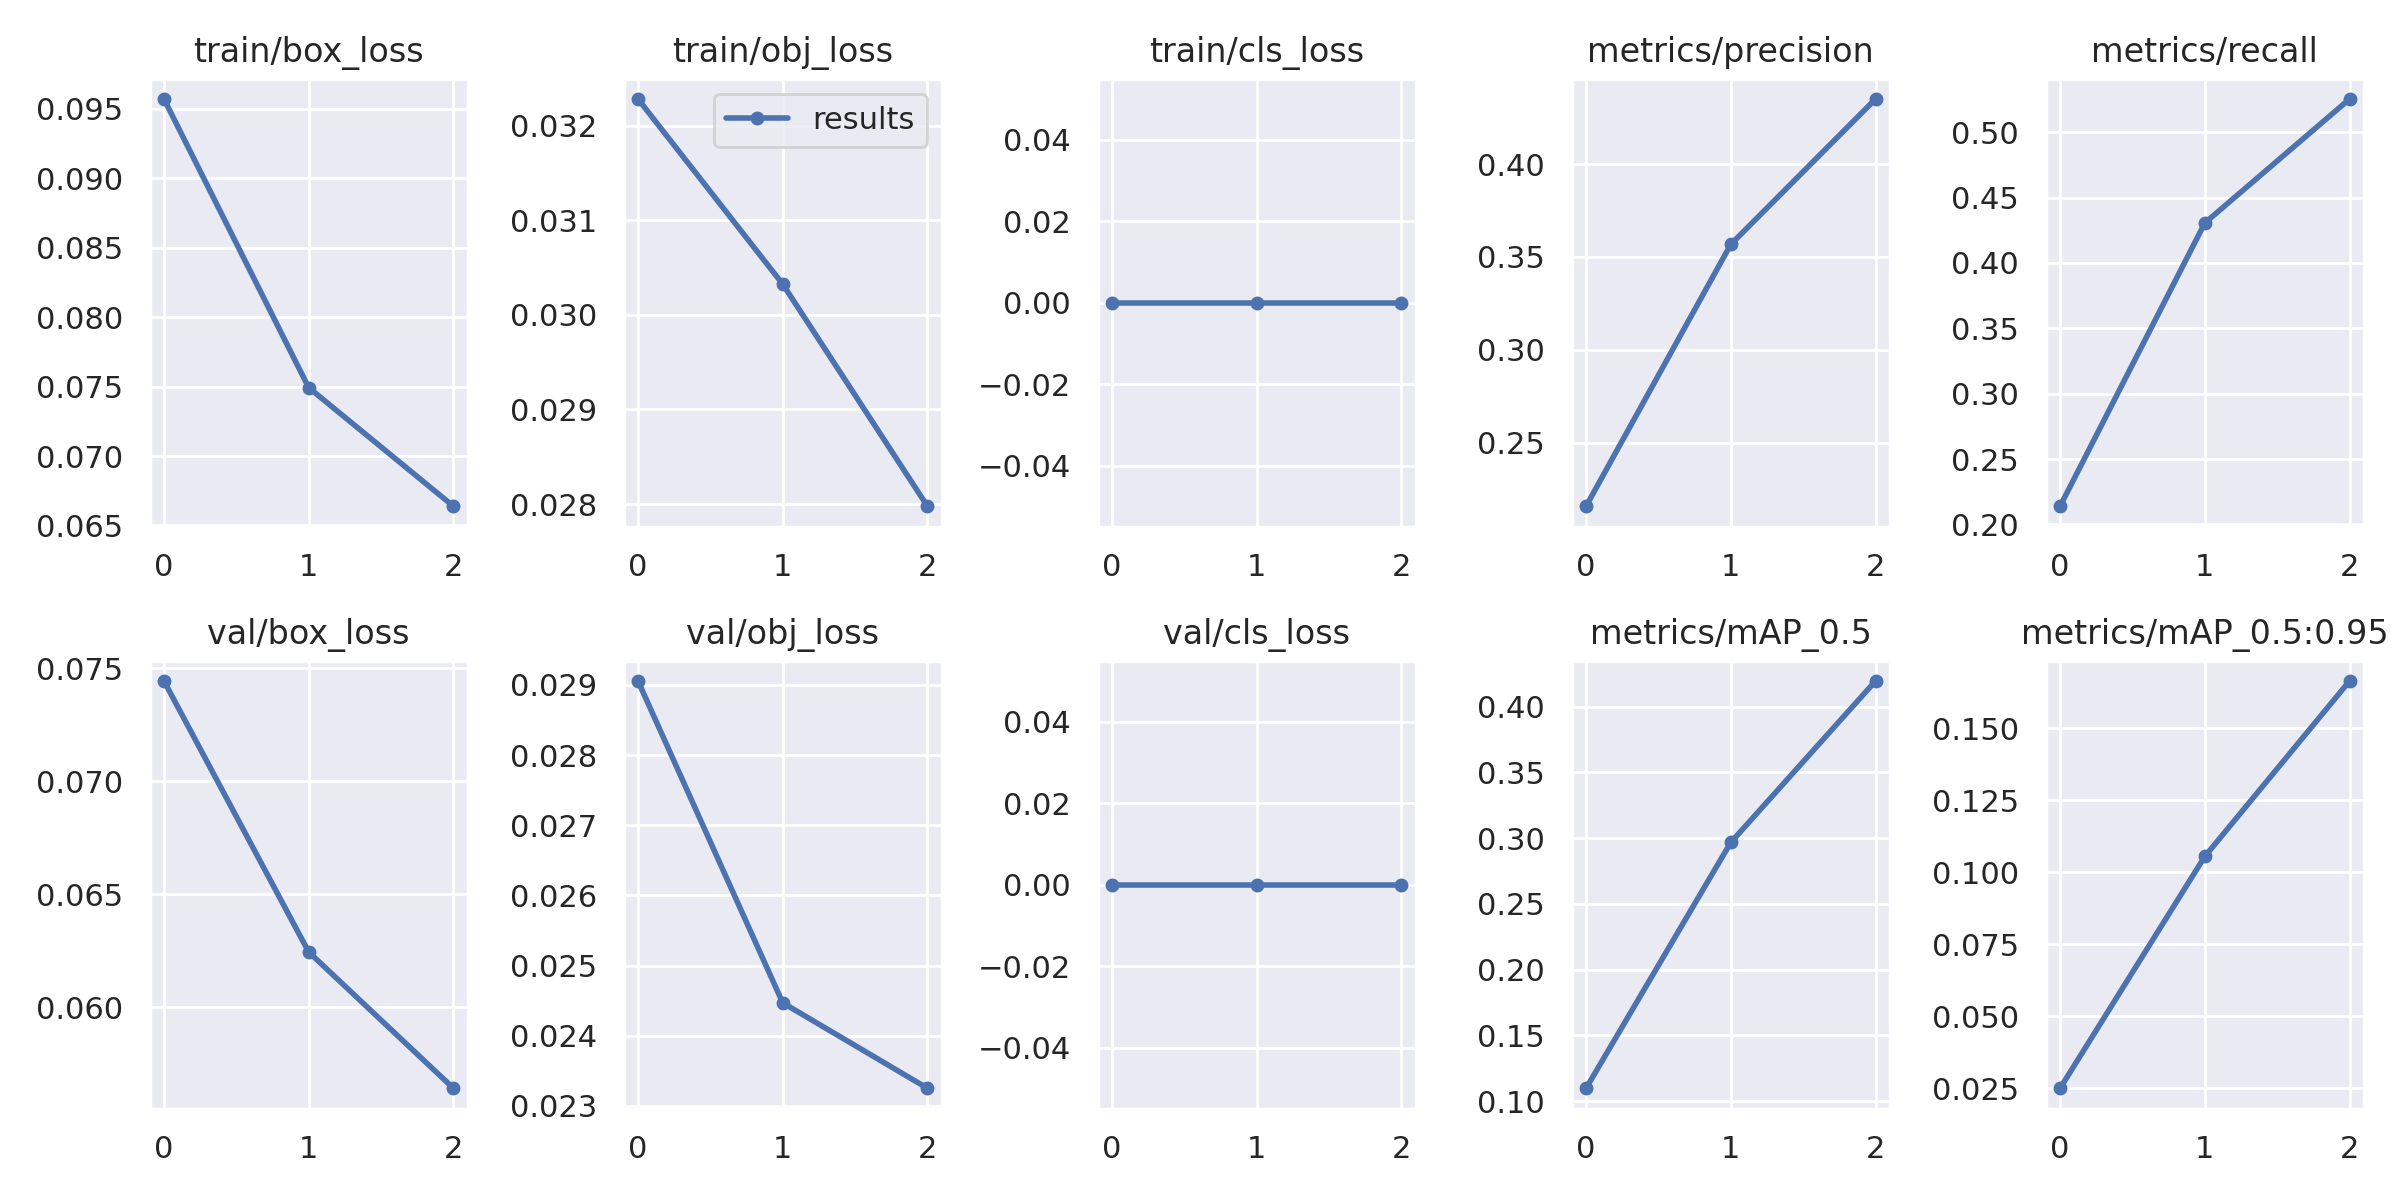 train/box_loss
0.095
0.090
0.085
0.080
0.075
0.070
0.065
0 1 2
train/obj_loss
results
0.032
0.031
0.030
0.029
0.028
0 1 2
train/cls_loss
0.04
0.02
0.00
−0.02
−0.04
0 1 2
metrics/precision
0.40
0.35
0.30
0.25
0 1 2
metrics/recall
0.50
0.45
0.40
0.35
0.30
0.25
0.20
0 1 2
val/box_loss
0.075
0.070
0.065
0.060
0 1 2
val/obj_loss
0.029
0.028
0.027
0.026
0.025
0.024
0.023
0 1 2
val/cls_loss
0.04
0.02
0.00
−0.02
−0.04
0 1 2
metrics/mAP_0.5
0.40
0.35
0.30
0.25
0.20
0.15
0.10
0 1 2
metrics/mAP_0.5:0.95
0.150
0.125
0.100
0.075
0.050
0.025
0 1 2